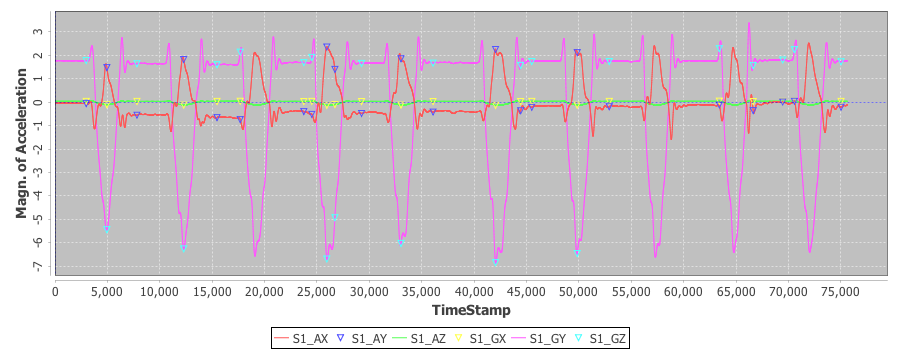 3
2
1
0
-1
-2
-3
-4
-5
-6
-7
Magn. of Acceleration
0 5,000 10,000 15,000 20,000 25,000 30,000 35,000 40,000 45,000 50,000 55,000 60,000 65,000 70,000 75,000
TimeStamp
S1_AX S1_AY S1_AZ S1_GX S1_GY S1_GZ